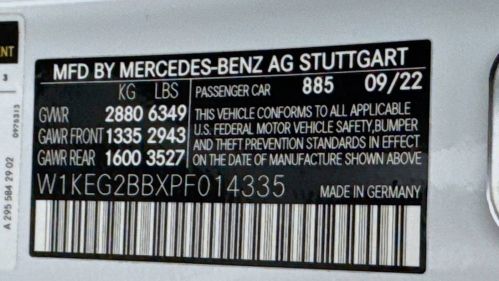 MFD BY MERCEDES-BENZ AG STUTTGART
KG LBS
GVWR 2880 6349
GAWR FRONT 1335 2943
GAWR REAR 1600 3527
PASSENGER CAR 885 09/22
THIS VEHICLE CONFORMS TO ALL APPLICABLE
U.S. FEDERAL MOTOR VEHICLE SAFETY,BUMPER
AND THEFT PREVENTION STANDARDS IN EFFECT
ON THE DATE OF MANUFACTURE SHOWN ABOVE
W1KEG2BBXPF014335
MADE IN GERMANY
3
0975313
A 295 584 29 02